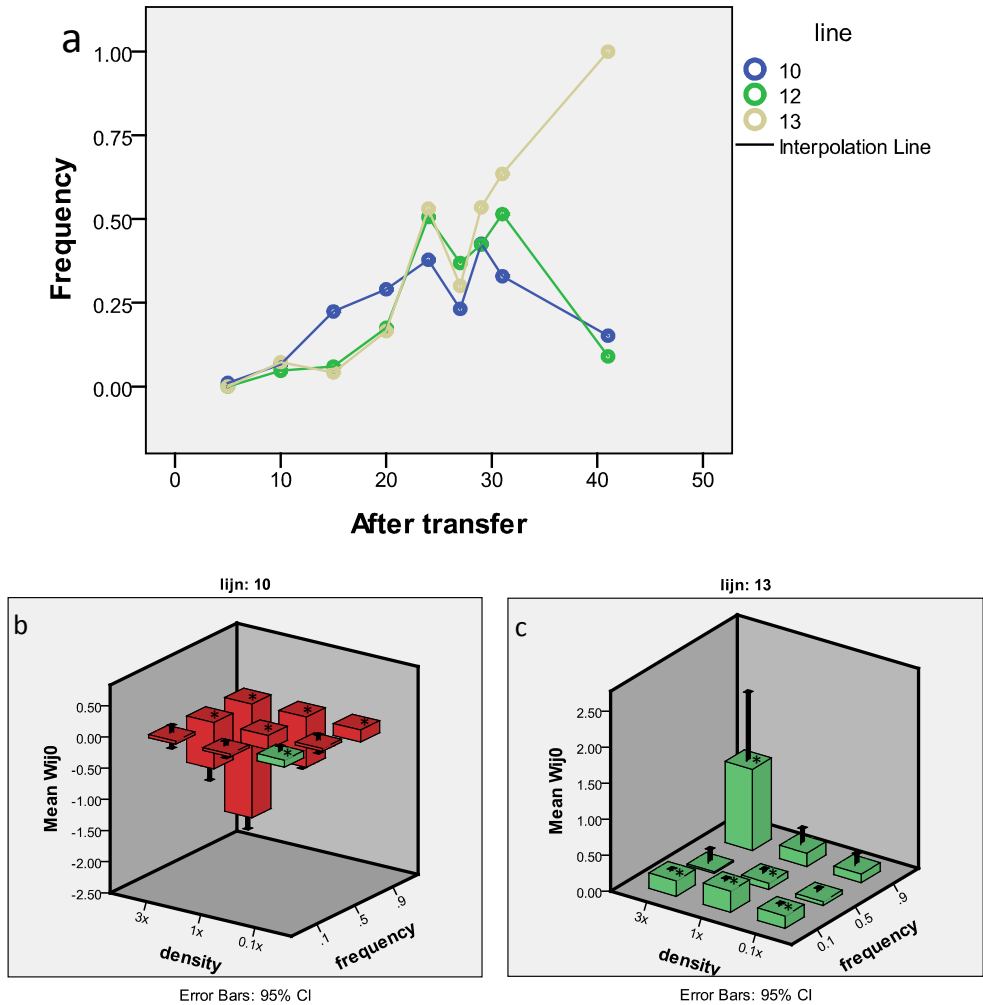 a
line
10
12
13
Interpolation Line
1.00
0.75
0.50
0.25
0.00
Frequency
0 10 20 30 40 50
After transfer
lijn: 10
b
0.50
0.00
-0.50
-1.00
-1.50
-2.00
-2.50
Mean Wij0
* * * * * *
3x 1x 0.1x
density
.1 .5 .9
frequency
Error Bars: 95% CI
lijn: 13
c
2.50
2.00
1.50
1.00
0.50
0.00
Mean Wij0
* * * * *
3x 1x 0.1x
density
0.1 0.5 .9
frequency
Error Bars: 95% CI